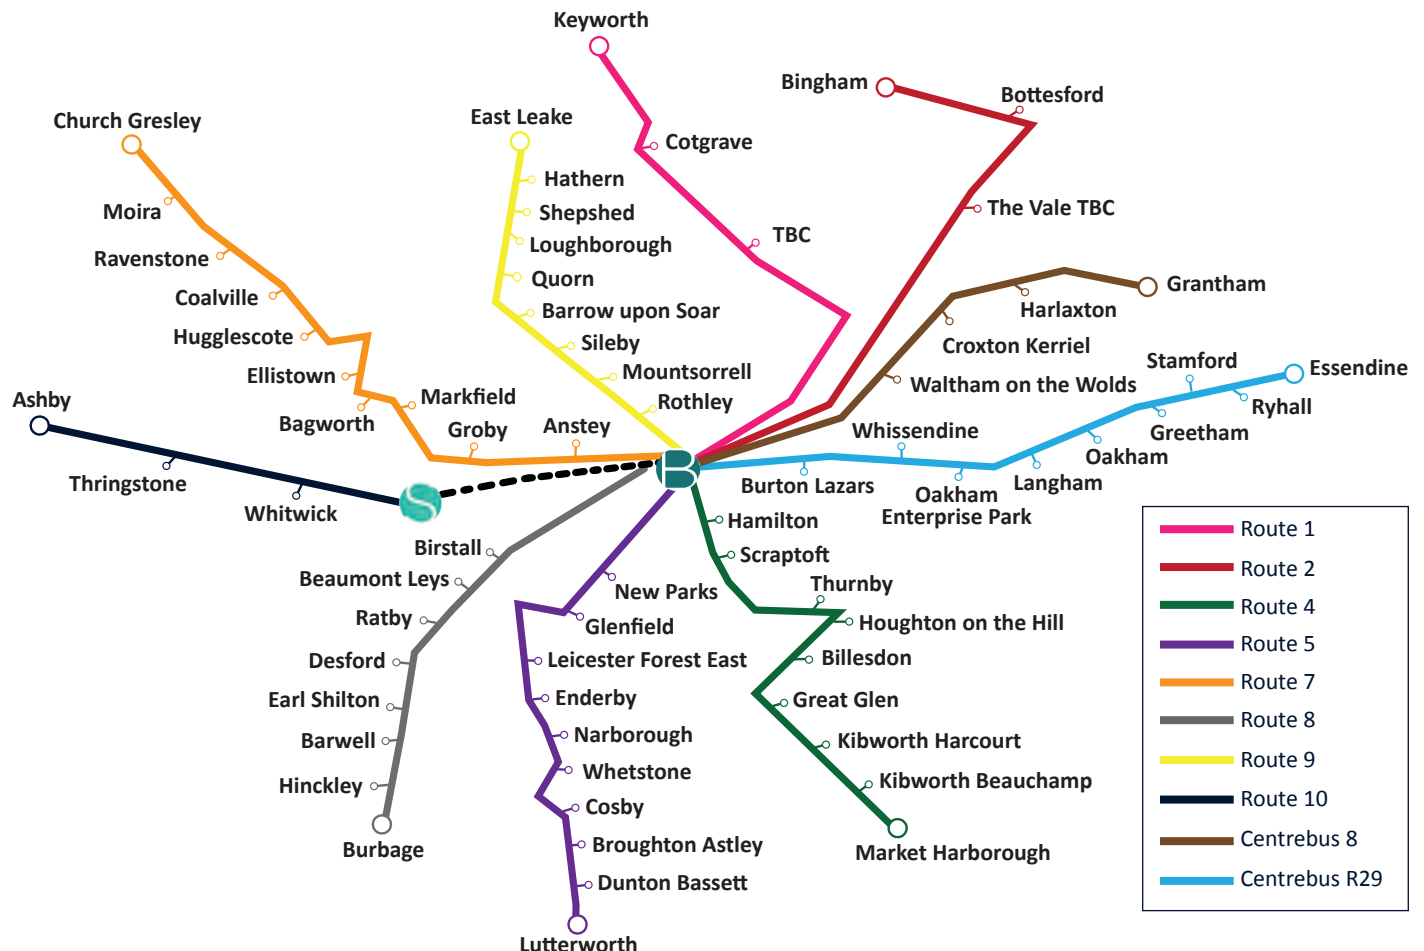 Keyworth
Cotgrave
TBC
Bingham
Bottesford
The Vale TBC
Church Gresley
Moira
Ravenstone
Coalville
Hugglescote
Ellistown
Bagworth
Markfield
Groby
Anstey
East Leake
Hathern
Shepshed
Loughborough
Quorn
Barrow upon Soar
Sileby
Mountsorrell
Rothley
Grantham
Harlaxton
Croxton Kerriel
Waltham on the Wolds
Essendine
Ryhall
Stamford
Greetham
Oakham
Langham
Oakham
Enterprise Park
Whissendine
Burton Lazars
Ashby
Thringstone
Whitwick
S
B
Birstall
Beaumont Leys
Ratby
Desford
Earl Shilton
Barwell
Hinckley
Burbage
New Parks
Glenfield
Leicester Forest East
Enderby
Narborough
Whetstone
Cosby
Broughton Astley
Dunton Bassett
Lutterworth
Hamilton
Scraptoft
Thurnby
Houghton on the Hill
Billesdon
Great Glen
Kibworth Harcourt
Kibworth Beauchamp
Market Harborough
Route 1
Route 2
Route 4
Route 5
Route 7
Route 8
Route 9
Route 10
Centrebus 8
Centrebus R29